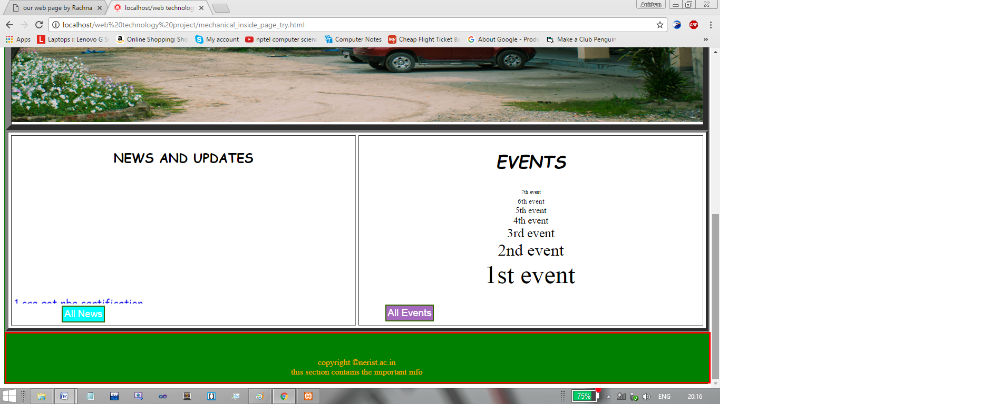 our web page by Rachna
localhost/web technolog
Anirban
localhost/web%20technology%20project/mechanical_inside_page_try.html
ABP
Apps
Laptops :: Lenovo G S
Online Shopping: Sho
My account
nptel computer scienc
Computer Notes
my
Cheap Flight Ticket Bo
About Google - Produ
Make a Club Penguin
»
NEWS AND UPDATES
EVENTS
7th event
6th event
5th event
4th event
3rd event
2nd event
1st event
1.cse got nba certification
All News
All Events
copyright ©nerist.ac.in
this section contains the important info
75%
ENG
20:16